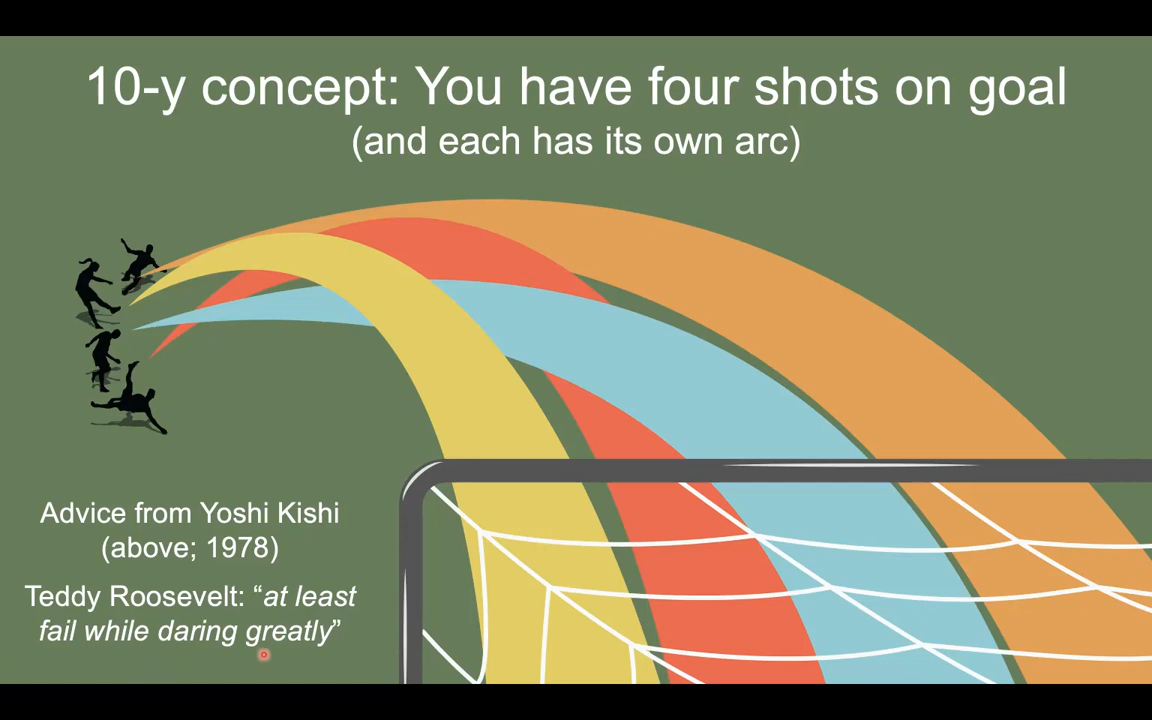 10-y concept: You have four shots on goal
(and each has its own arc)
Advice from Yoshi Kishi
(above; 1978)
Teddy Roosevelt: “at least
fail while daring greatly”